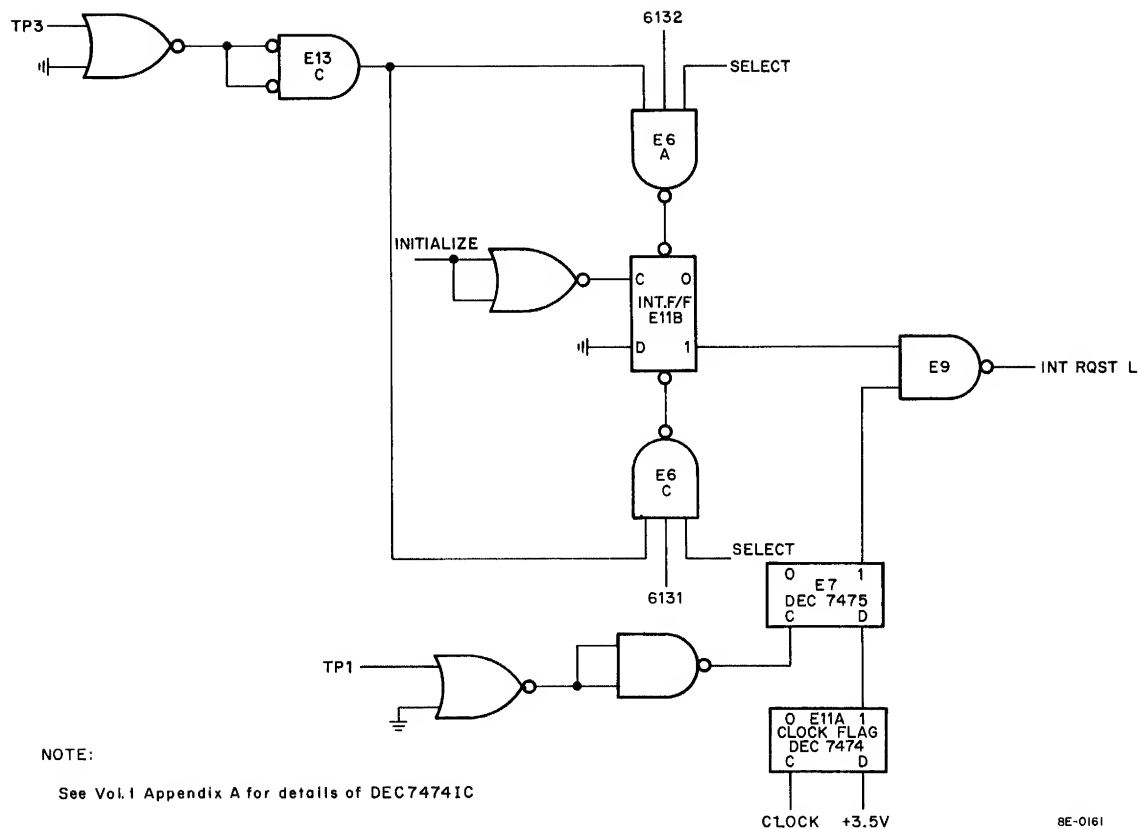 6132
TP3
E13
C
SELECT
E6
A
INITIALIZE
C O
INT.F/F
E11B
D 1
E9
INT RQST L
E6
C
SELECT
6131
O 1
E7
DEC 7475
C D
TP1
O E11A 1
CLOCK FLAG
DEC 7474
C D
NOTE:
See Vol.1 Appendix A for details of DEC7474IC
CLOCK +3.5V
8E-0161